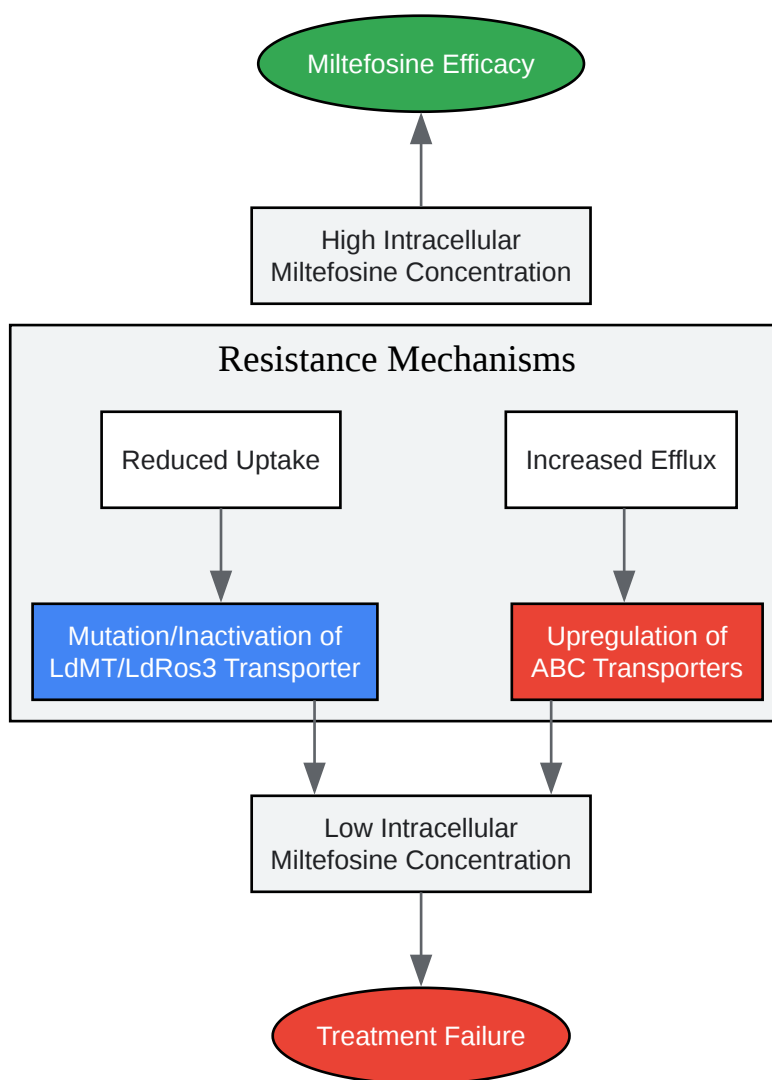 Miltefosine Efficacy
High Intracellular
Miltefosine Concentration
Resistance Mechanisms
Reduced Uptake
Increased Efflux
Mutation/Inactivation of
LdMT/LdRos3 Transporter
Upregulation of
ABC Transporters
Low Intracellular
Miltefosine Concentration
Treatment Failure